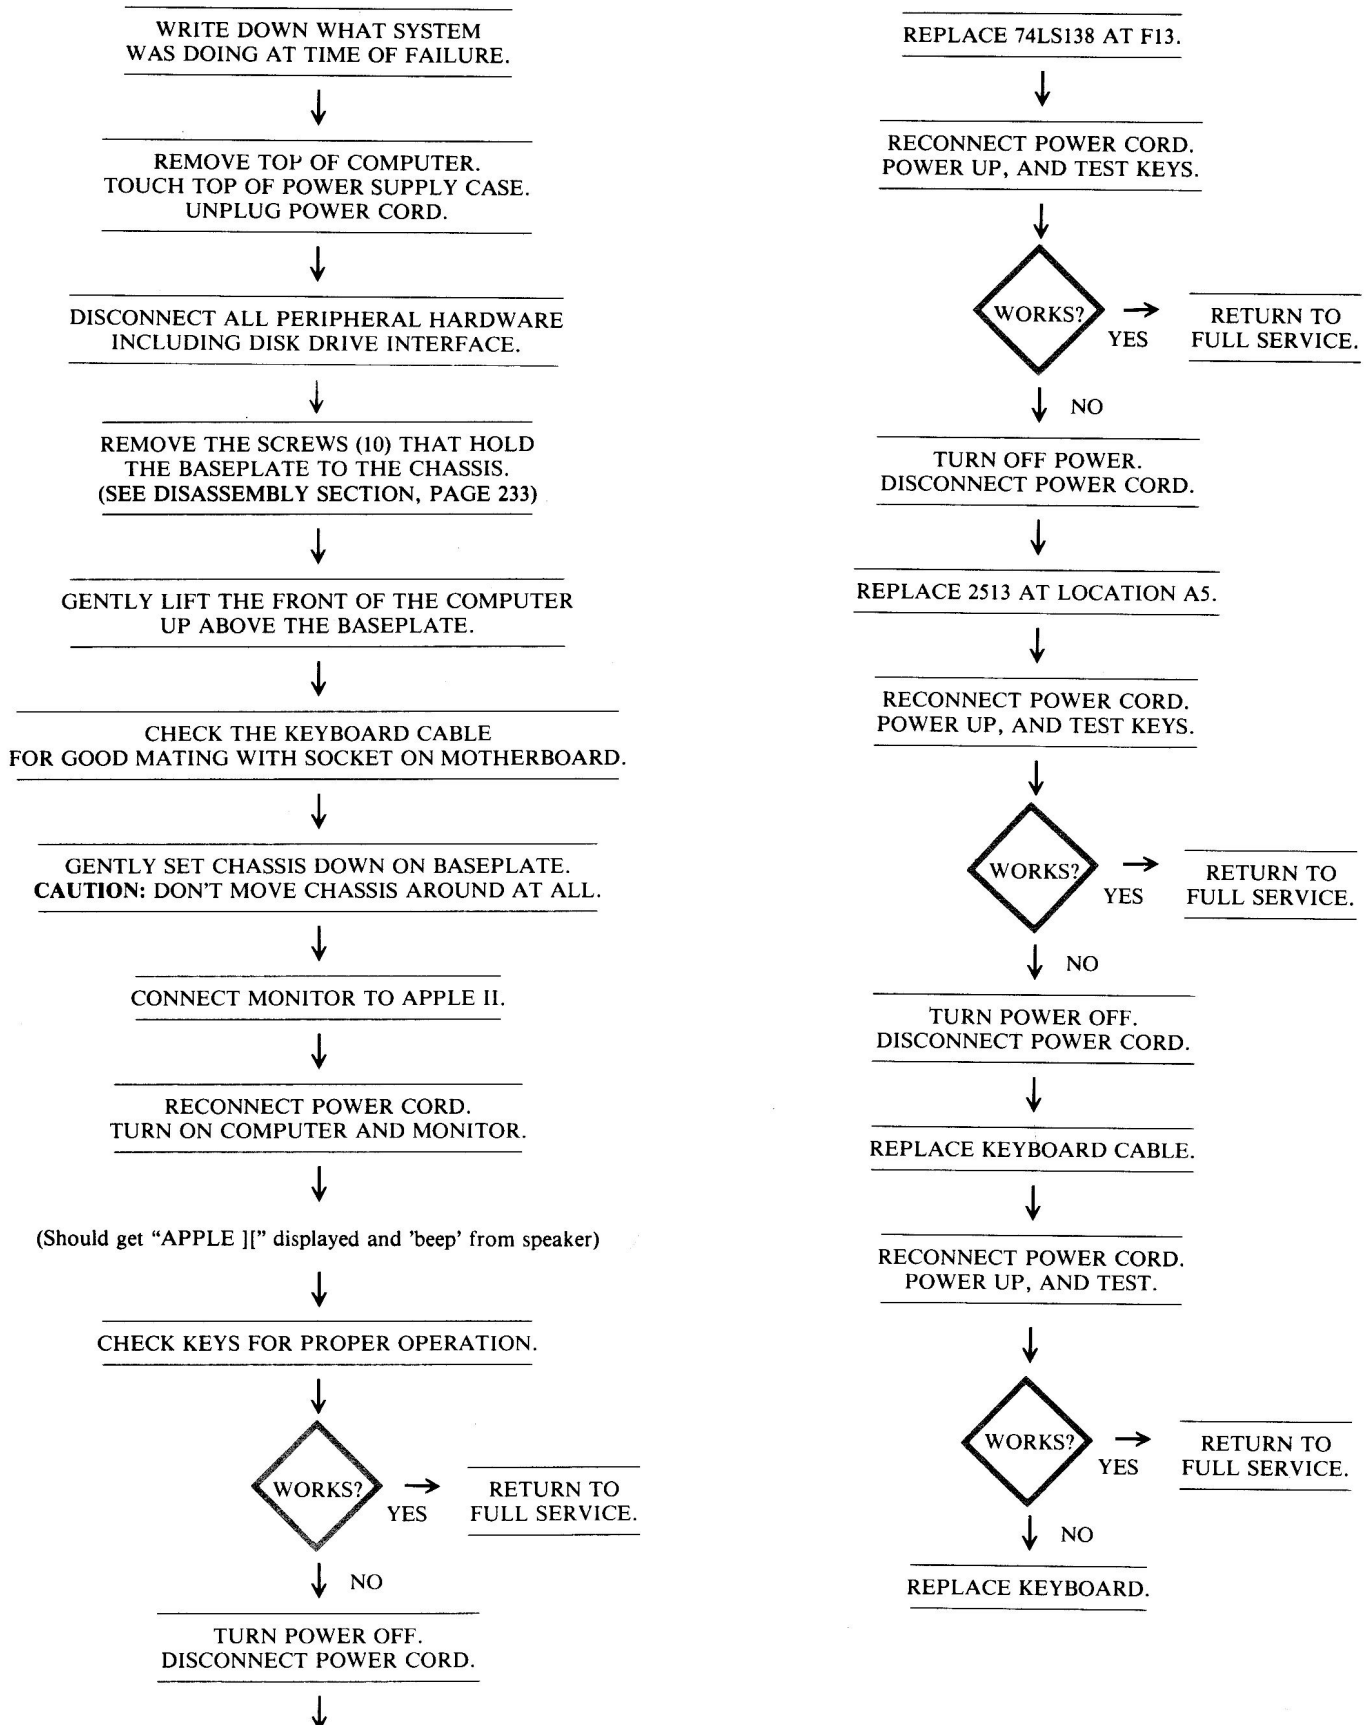 WRITE DOWN WHAT SYSTEM
WAS DOING AT TIME OF FAILURE.
REMOVE TOP OF COMPUTER.
TOUCH TOP OF POWER SUPPLY CASE.
UNPLUG POWER CORD.
DISCONNECT ALL PERIPHERAL HARDWARE
INCLUDING DISK DRIVE INTERFACE.
REMOVE THE SCREWS (10) THAT HOLD
THE BASEPLATE TO THE CHASSIS.
(SEE DISASSEMBLY SECTION, PAGE 233)
GENTLY LIFT THE FRONT OF THE COMPUTER
UP ABOVE THE BASEPLATE.
CHECK THE KEYBOARD CABLE
FOR GOOD MATING WITH SOCKET ON MOTHERBOARD.
GENTLY SET CHASSIS DOWN ON BASEPLATE.
CAUTION: DON'T MOVE CHASSIS AROUND AT ALL.
CONNECT MONITOR TO APPLE II.
RECONNECT POWER CORD.
TURN ON COMPUTER AND MONITOR.
(Should get “APPLE ][” displayed and 'beep' from speaker)
CHECK KEYS FOR PROPER OPERATION.
WORKS?
YES
RETURN TO
FULL SERVICE.
NO
TURN POWER OFF.
DISCONNECT POWER CORD.
REPLACE 74LS138 AT F13.
RECONNECT POWER CORD.
POWER UP, AND TEST KEYS.
WORKS?
YES
RETURN TO
FULL SERVICE.
NO
TURN OFF POWER.
DISCONNECT POWER CORD.
REPLACE 2513 AT LOCATION A5.
RECONNECT POWER CORD.
POWER UP, AND TEST KEYS.
WORKS?
YES
RETURN TO
FULL SERVICE.
NO
TURN POWER OFF.
DISCONNECT POWER CORD.
REPLACE KEYBOARD CABLE.
RECONNECT POWER CORD.
POWER UP, AND TEST.
WORKS?
YES
RETURN TO
FULL SERVICE.
NO
REPLACE KEYBOARD.